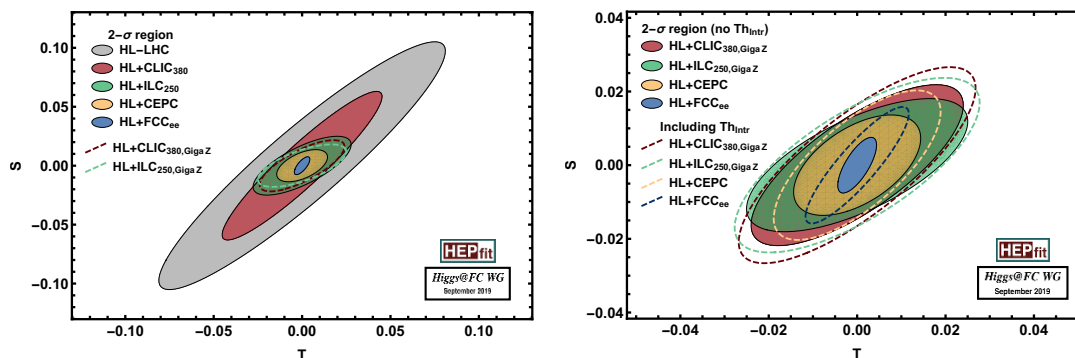 2-σ region
HL-LHC
HL+CLIC380
HL+ILC250
HL+CEPC
HL+FCCee
HL+CLIC380,Giga Z
HL+ILC250,Giga Z
0.10
0.05
0.00
-0.05
-0.10
S
-0.10
-0.05
0.00
0.05
0.10
T
HEPfit
Higgs@FC WG
September 2019
2-σ region (no ThIntr)
HL+CLIC380,Giga Z
HL+ILC250,Giga Z
HL+CEPC
HL+FCCee
Including ThIntr
HL+CLIC380,Giga Z
HL+ILC250,Giga Z
HL+CEPC
HL+FCCee
0.04
0.02
0.00
-0.02
-0.04
S
-0.04
-0.02
0.00
0.02
0.04
T
HEPfit
Higgs@FC WG
September 2019